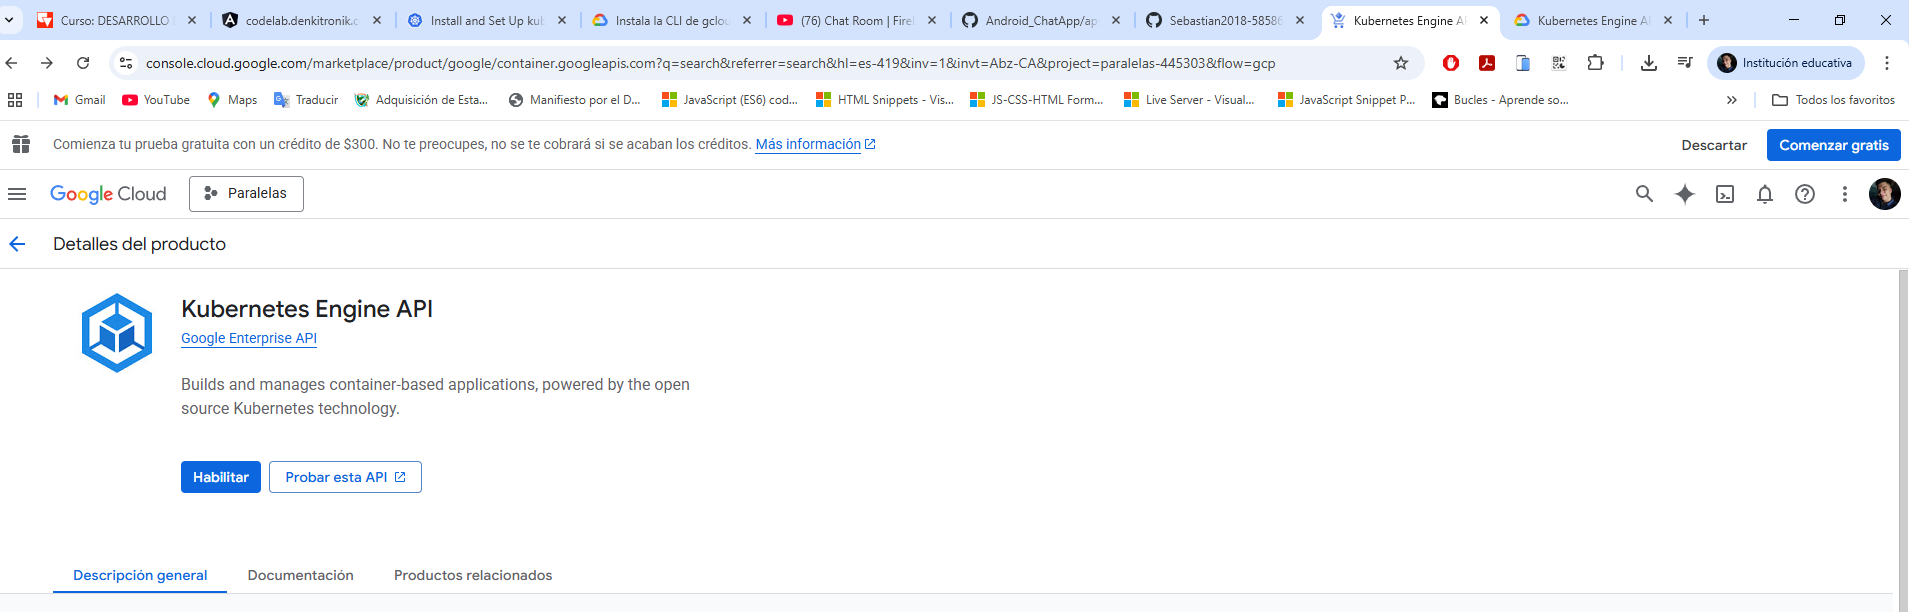 Curso: DESARROLLO
codelab.denkitronik.c
Install and Set Up kub
Instala la CLI de gclou
(76) Chat Room | Fire
Android_ChatApp/ap
Sebastian2018-58586
Kubernetes Engine A
Kubernetes Engine A
console.cloud.google.com/marketplace/product/google/container.googleapis.com?q=search&referrer=search&hl=es-419&inv=1&invt=Abz-CA&project=paralelas-445303&flow=gcp
Institución educativa
Gmail
YouTube
Maps
Traducir
Adquisición de Esta...
Manifiesto por el D...
JavaScript (ES6) cod...
HTML Snippets - Vis...
JS-CSS-HTML Form...
Live Server - Visual...
JavaScript Snippet P...
Bucles - Aprende so...
Todos los favoritos
Comienza tu prueba gratuita con un crédito de $300. No te preocupes, no se te cobrará si se acaban los créditos. Más información
Descartar
Comenzar gratis
Google Cloud
Paralelas
Detalles del producto
Kubernetes Engine API
Google Enterprise API
Builds and manages container-based applications, powered by the open
source Kubernetes technology.
Habilitar
Probar esta API
Descripción general
Documentación
Productos relacionados